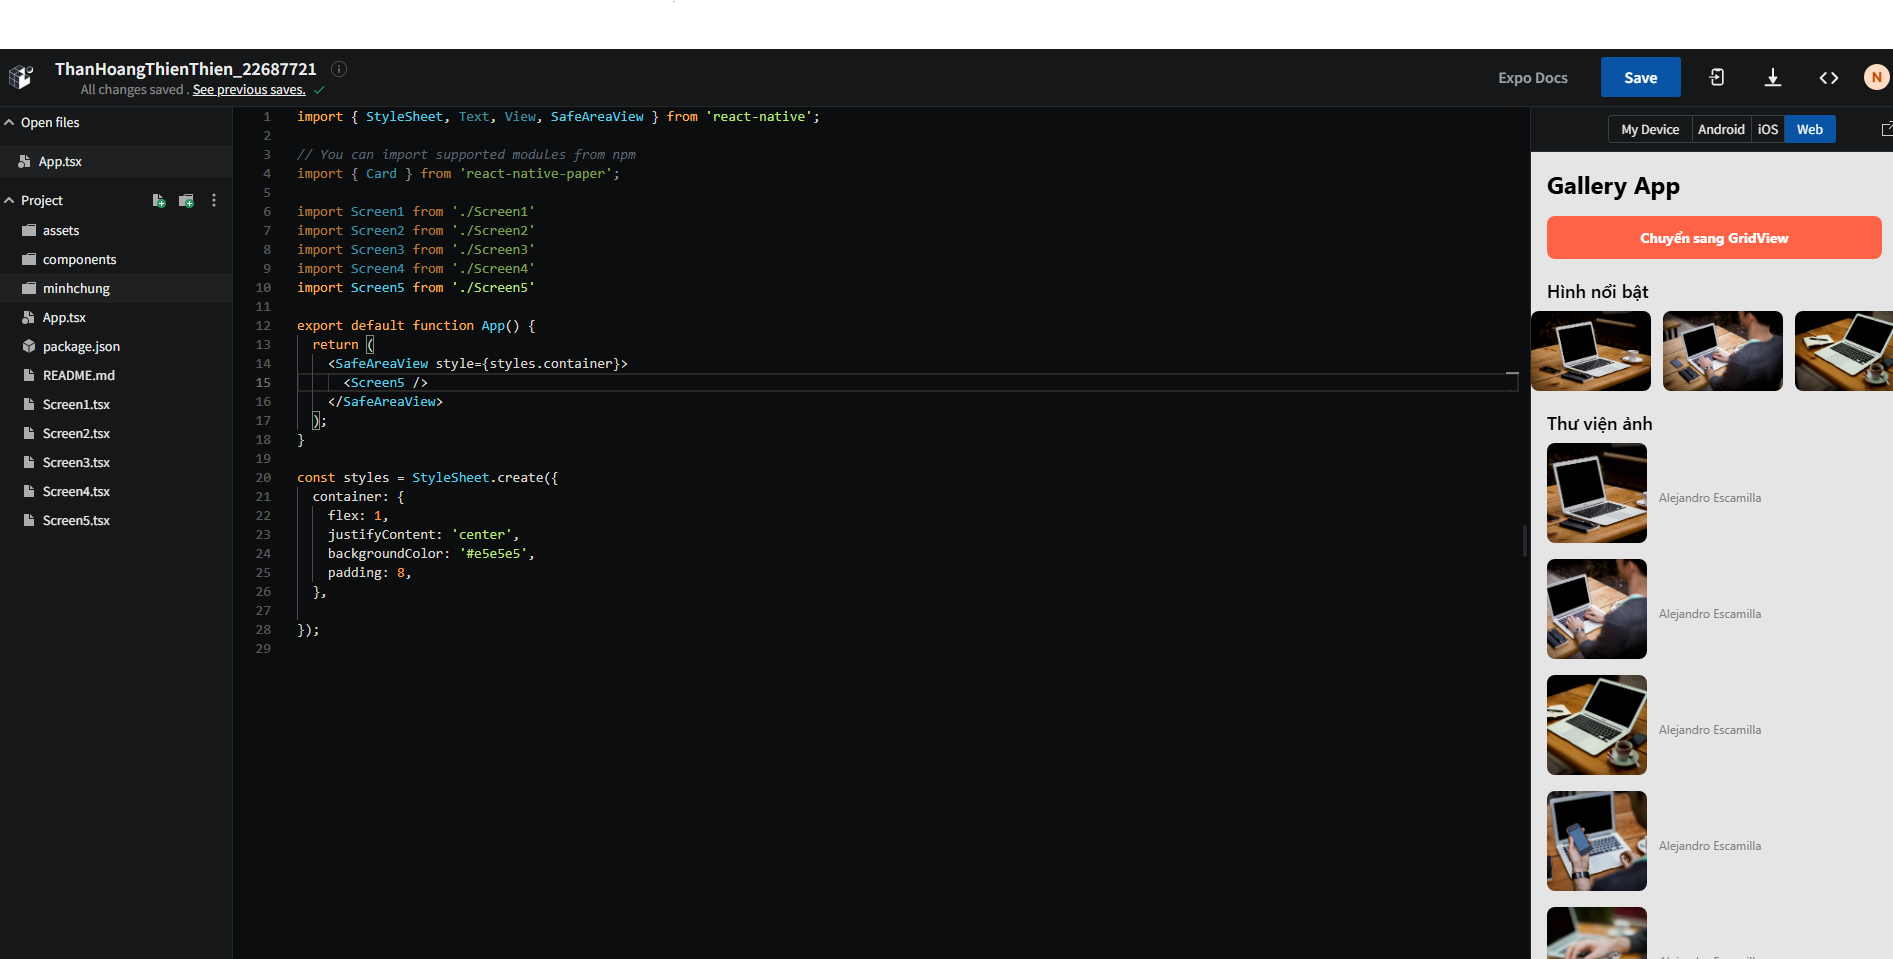 ThanHoangThienThien_22687721
All changes saved . See previous saves.
Expo Docs
Save
N
Open files
App.tsx
Project
assets
components
minhchung
App.tsx
package.json
README.md
Screen1.tsx
Screen2.tsx
Screen3.tsx
Screen4.tsx
Screen5.tsx
1 import { StyleSheet, Text, View, SafeAreaView } from 'react-native';
2
3 // You can import supported modules from npm
4 import { Card } from 'react-native-paper';
5
6 import Screen1 from './Screen1'
7 import Screen2 from './Screen2'
8 import Screen3 from './Screen3'
9 import Screen4 from './Screen4'
10 import Screen5 from './Screen5'
11
12 export default function App() {
13 return (
14 <SafeAreaView style={styles.container}>
15 <Screen5 />
16 </SafeAreaView>
17 );
18 }
19
20 const styles = StyleSheet.create({
21 container: {
22 flex: 1,
23 justifyContent: 'center',
24 backgroundColor: '#e5e5e5',
25 padding: 8,
26 },
27
28 });
29
My Device Android iOS Web
Gallery App
Chuyển sang GridView
Hình nổi bật
Thư viện ảnh
Alejandro Escamilla
Alejandro Escamilla
Alejandro Escamilla
Alejandro Escamilla